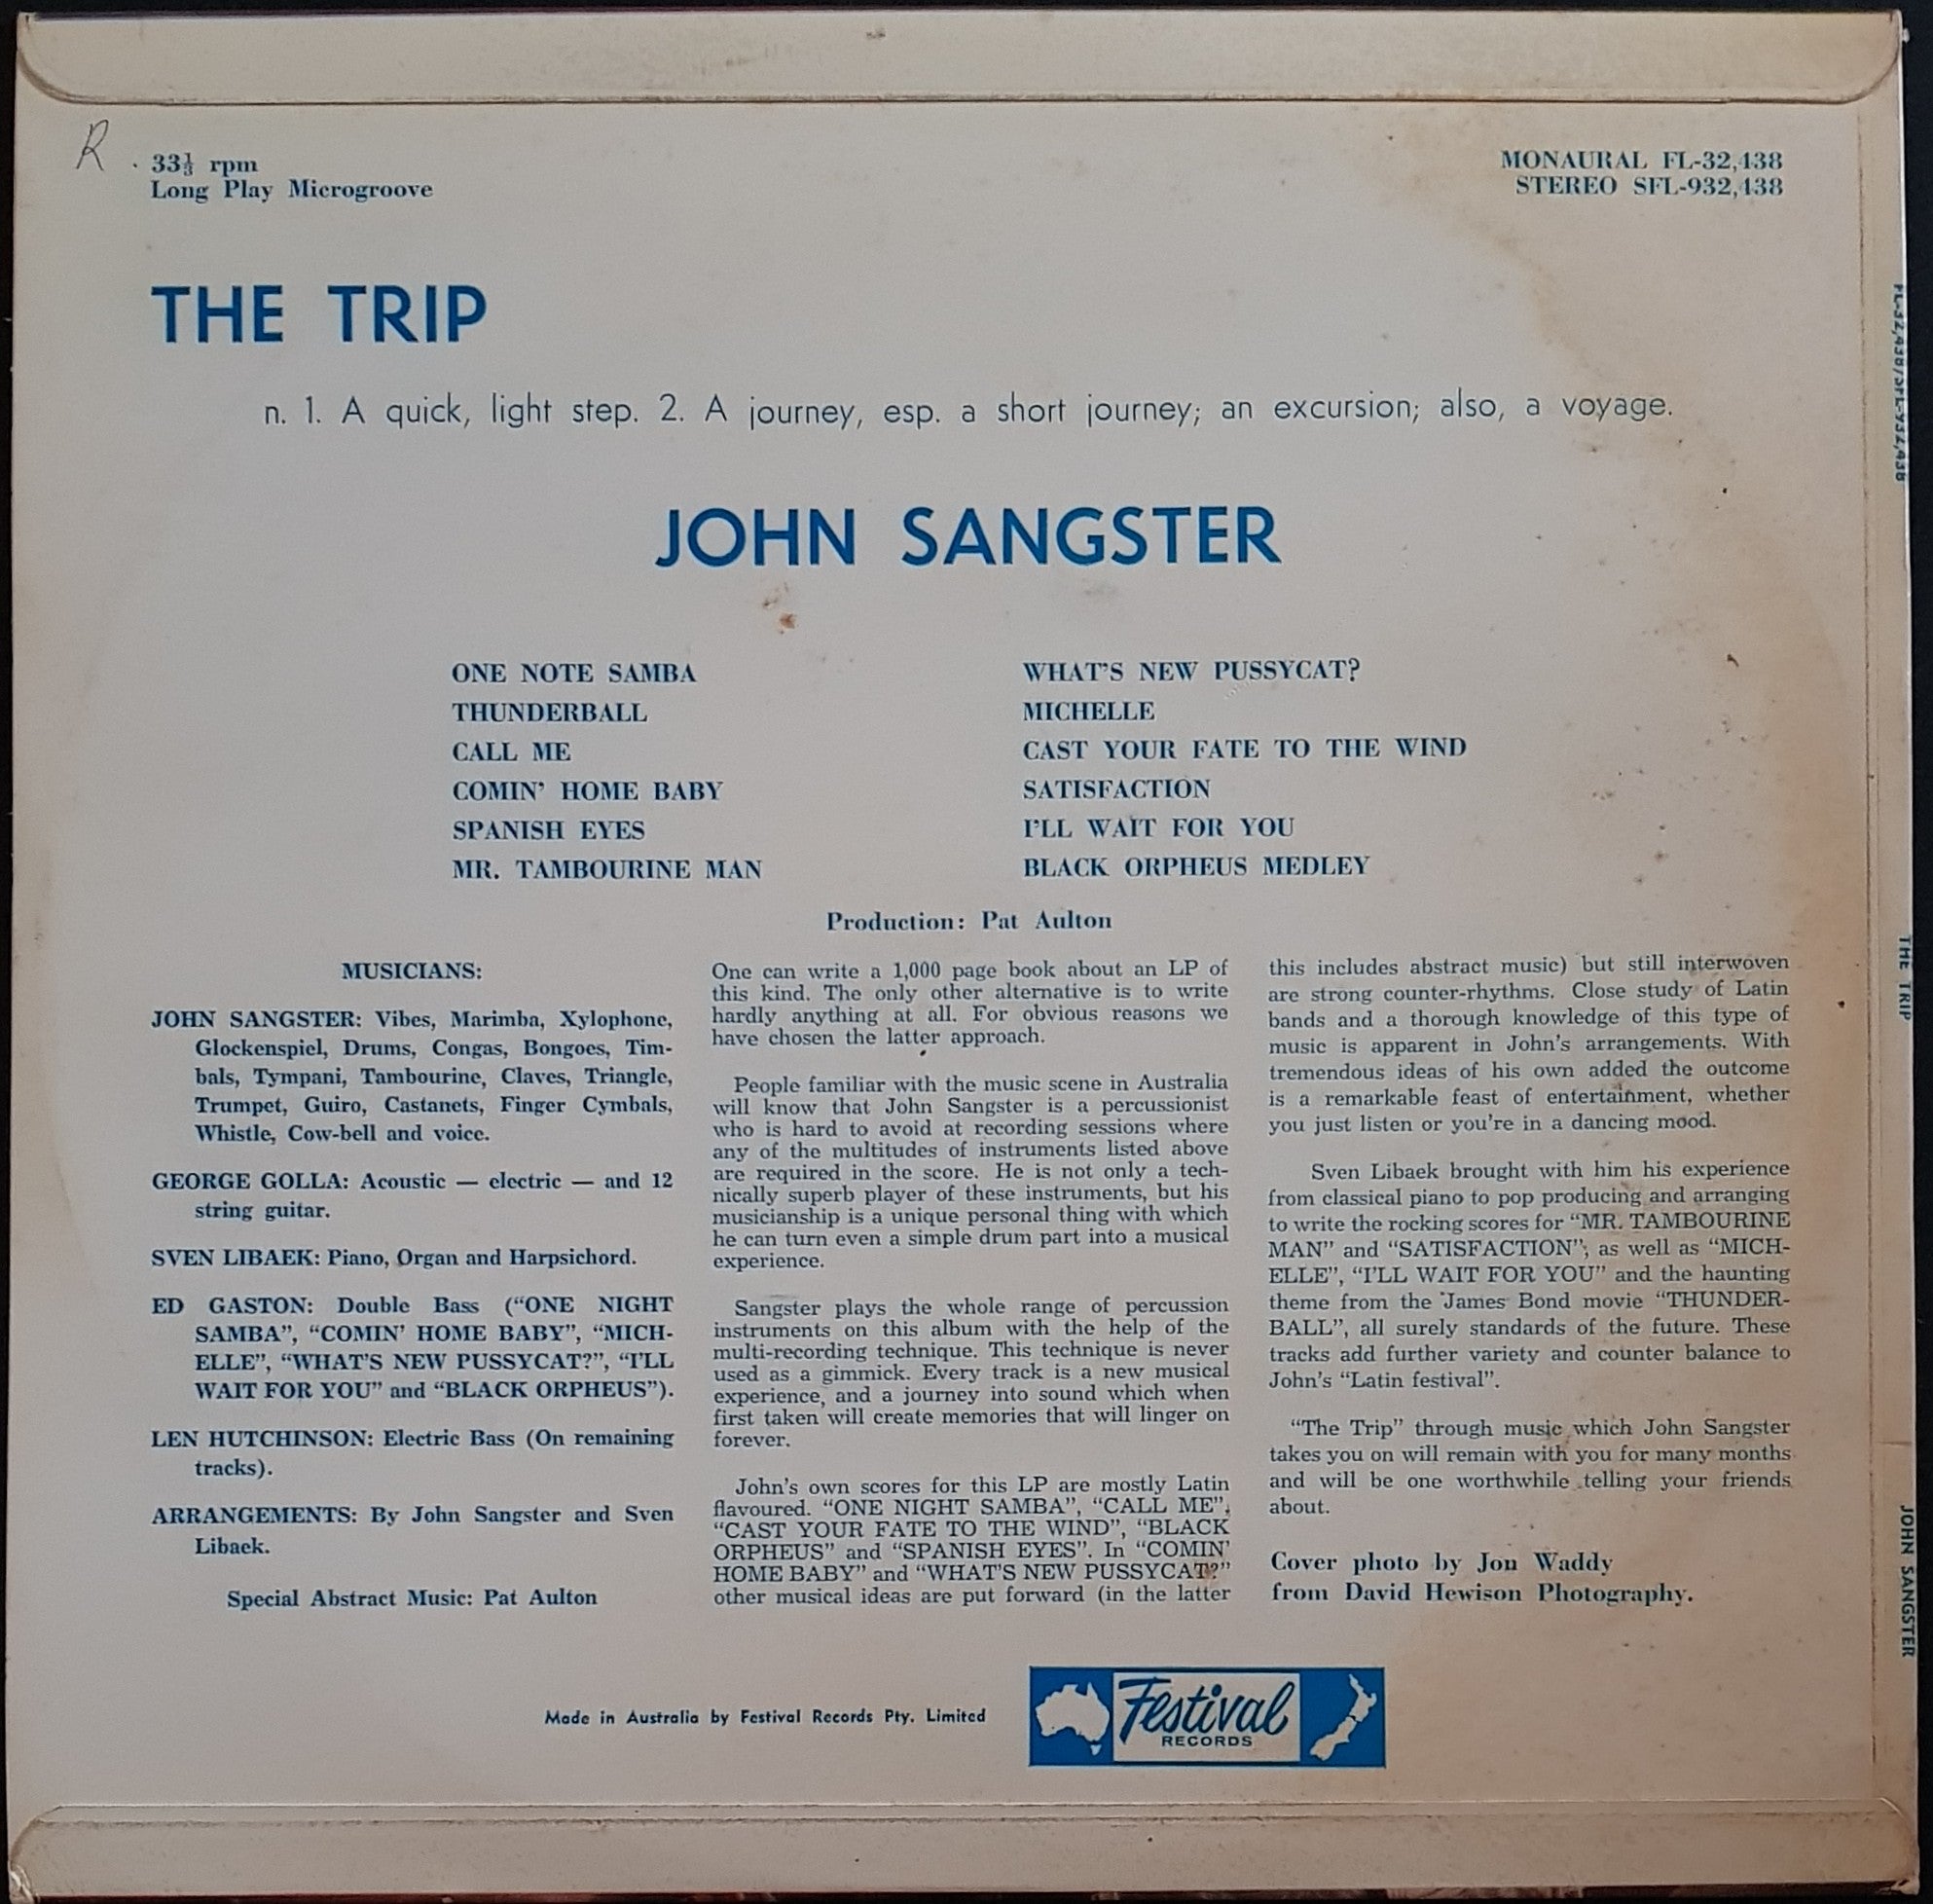 R
33⅓ rpm
Long Play Microgroove
MONAURAL FL-32,438
STEREO SFL-932,438
THE TRIP
n. 1. A quick, light step. 2. A journey, esp. a short journey; an excursion; also, a voyage.
JOHN SANGSTER
ONE NOTE SAMBA
THUNDERBALL
CALL ME
COMIN' HOME BABY
SPANISH EYES
MR. TAMBOURINE MAN
WHAT'S NEW PUSSYCAT?
MICHELLE
CAST YOUR FATE TO THE WIND
SATISFACTION
I'LL WAIT FOR YOU
BLACK ORPHEUS MEDLEY
Production: Pat Aulton
MUSICIANS:
JOHN SANGSTER: Vibes, Marimba, Xylophone,
Glockenspiel, Drums, Congas, Bongoes, Tim-
bals, Tympani, Tambourine, Claves, Triangle,
Trumpet, Guiro, Castanets, Finger Cymbals,
Whistle, Cow-bell and voice.
GEORGE GOLLA: Acoustic — electric — and 12
string guitar.
SVEN LIBAEK: Piano, Organ and Harpsichord.
ED GASTON: Double Bass ("ONE NIGHT
SAMBA", "COMIN' HOME BABY", "MICH-
ELLE", "WHAT'S NEW PUSSYCAT?", "I'LL
WAIT FOR YOU" and "BLACK ORPHEUS").
LEN HUTCHINSON: Electric Bass (On remaining
tracks).
ARRANGEMENTS: By John Sangster and Sven
Libaek.
Special Abstract Music: Pat Aulton
One can write a 1,000 page book about an LP of
this kind. The only other alternative is to write
hardly anything at all. For obvious reasons we
have chosen the latter approach.
People familiar with the music scene in Australia
will know that John Sangster is a percussionist
who is hard to avoid at recording sessions where
any of the multitudes of instruments listed above
are required in the score. He is not only a tech-
nically superb player of these instruments, but his
musicianship is a unique personal thing with which
he can turn even a simple drum part into a musical
experience.
Sangster plays the whole range of percussion
instruments on this album with the help of the
multi-recording technique. This technique is never
used as a gimmick. Every track is a new musical
experience, and a journey into sound which when
first taken will create memories that will linger on
forever.
John's own scores for this LP are mostly Latin
flavoured. "ONE NIGHT SAMBA", "CALL ME",
"CAST YOUR FATE TO THE WIND", "BLACK
ORPHEUS" and "SPANISH EYES". In "COMIN'
HOME BABY" and "WHAT'S NEW PUSSYCAT?"
other musical ideas are put forward (in the latter
this includes abstract music) but still interwoven
are strong counter-rhythms. Close study of Latin
bands and a thorough knowledge of this type of
music is apparent in John's arrangements. With
tremendous ideas of his own added the outcome
is a remarkable feast of entertainment, whether
you just listen or you're in a dancing mood.
Sven Libaek brought with him his experience
from classical piano to pop producing and arranging
to write the rocking scores for "MR. TAMBOURINE
MAN" and "SATISFACTION", as well as "MICH-
ELLE", "I'LL WAIT FOR YOU" and the haunting
theme from the James Bond movie "THUNDER-
BALL", all surely standards of the future. These
tracks add further variety and counter balance to
John's "Latin festival".
"The Trip" through music which John Sangster
takes you on will remain with you for many months
and will be one worthwhile telling your friends
about.
Cover photo by Jon Waddy
from David Hewison Photography.
Made in Australia by Festival Records Pty. Limited
Festival
RECORDS
FL-32,438/SFL-932,438
THE TRIP
JOHN SANGSTER